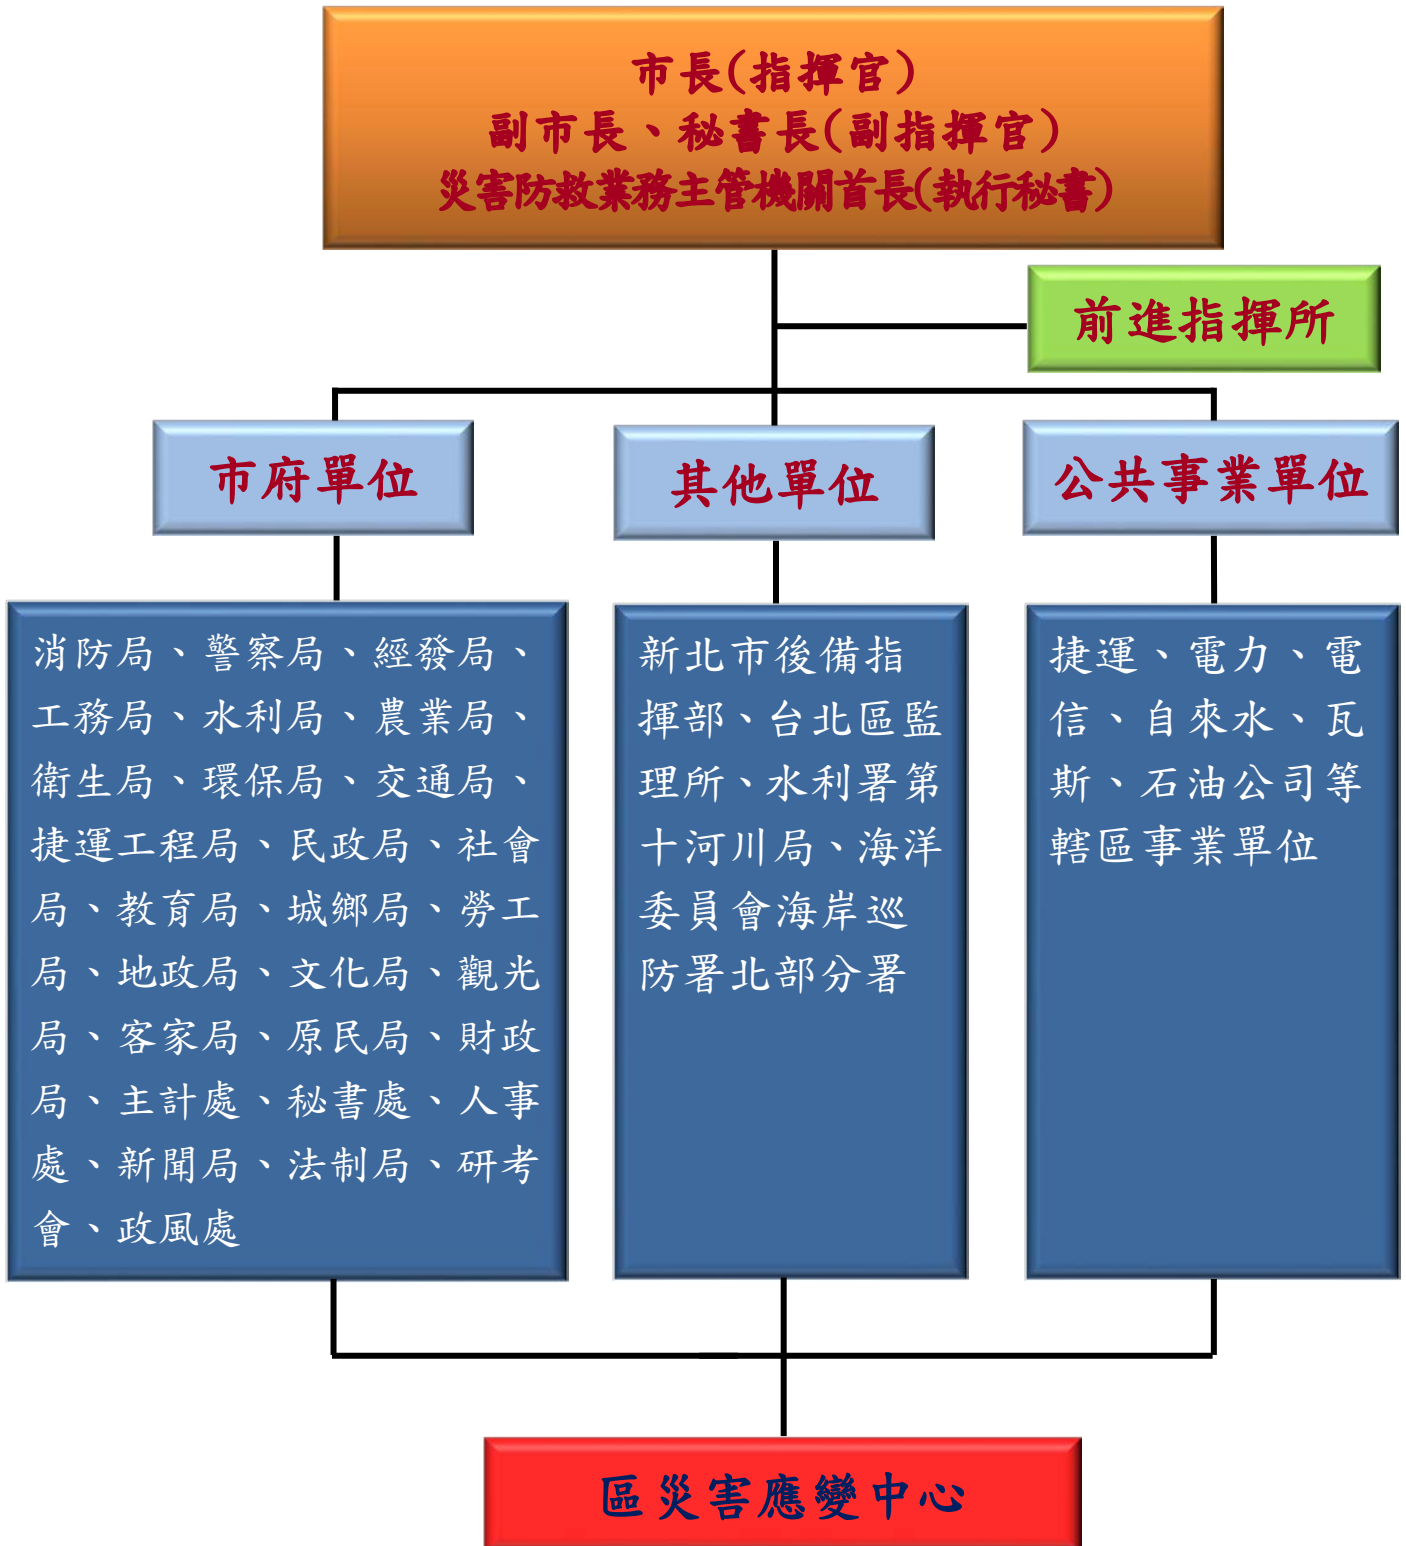 市長(指揮官)
副市長、秘書長(副指揮官)
災害防救業務主管機關首長(執行秘書)
前進指揮所
市府單位
其他單位
公共事業單位
消防局、警察局、經發局、
工務局、水利局、農業局、
衛生局、環保局、交通局、
捷運工程局、民政局、社會
局、教育局、城鄉局、勞工
局、地政局、文化局、觀光
局、客家局、原民局、財政
局、主計處、秘書處、人事
處、新聞局、法制局、研考
會、政風處
新北市後備指
揮部、台北區監
理所、水利署第
十河川局、海洋
委員會海岸巡
防署北部分署
捷運、電力、電
信、自來水、瓦
斯、石油公司等
轄區事業單位
區災害應變中心